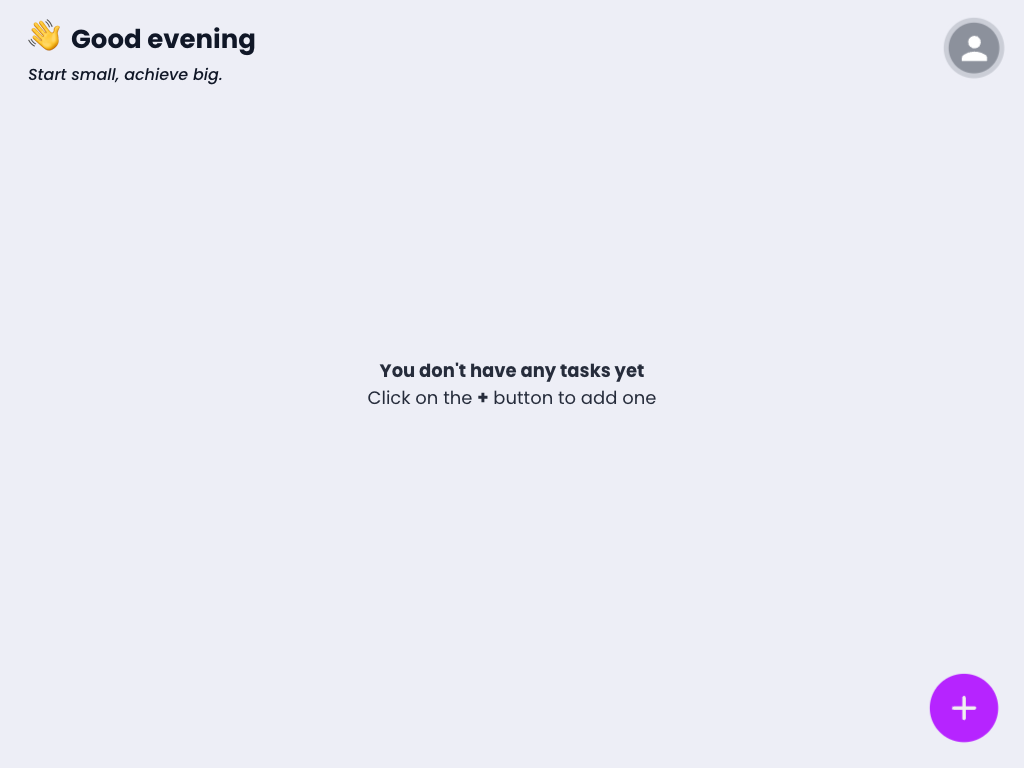 👋 Good evening
Start small, achieve big.
You don't have any tasks yet
Click on the + button to add one